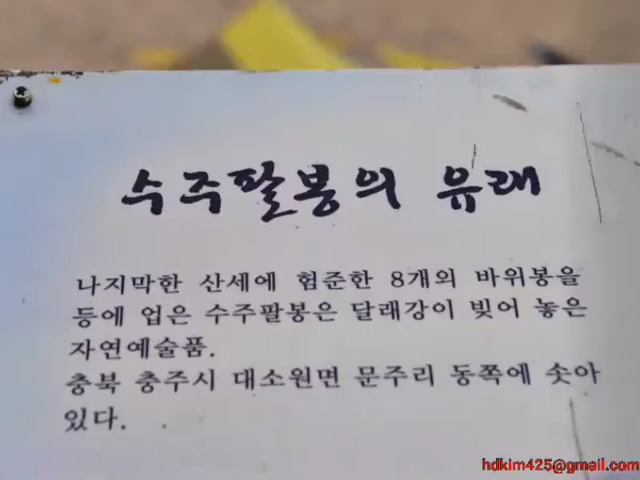 수주팔봉의 유래
나지막한 산세에 험준한 8개의 바위봉을
등에 업은 수주팔봉은 달래강이 빚어 놓은
자연예술품.
충북 충주시 대소원면 문주리 동쪽에 솟아
있다.
hdkim425@gmail.com